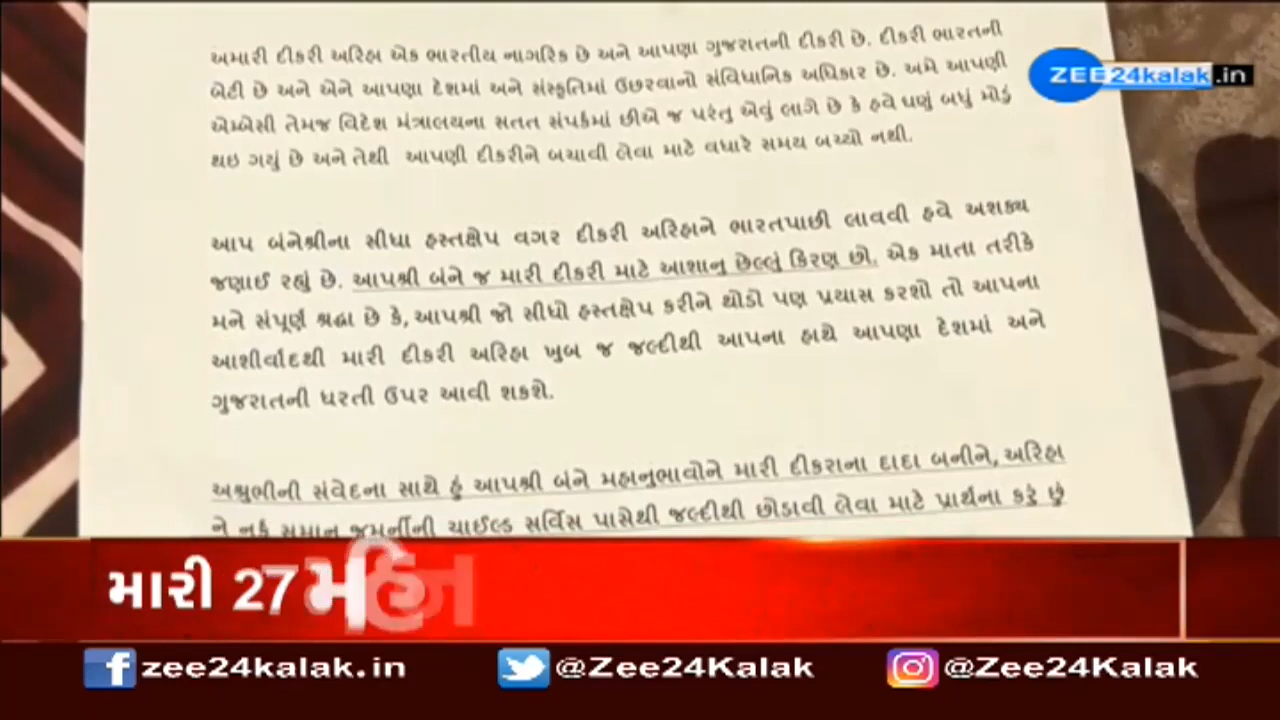 અમારી દીકરી અરિહા એક ભારતીય નાગરિક છે અને આપણા ગુજરાતની દીકરી છે. દીકરી ભારતની
બેટી છે અને એને આપણા દેશમાં અને સંસ્કૃતિમાં ઉછરવાનો સંવિધાનિક અધિકાર છે. અમે આપણી
એમ્બેસી તેમજ વિદેશ મંત્રાલયના સતત સંપર્કમાં છીએ જ પરંતુ એવું લાગે છે કે હવે ઘણું બધું મોડું
થઇ ગયું છે અને તેથી આપણી દીકરીને બચાવી લેવા માટે વધારે સમય બચ્યો નથી.
ZEE24kalak.in
આપ બંનેશ્રીના સીધા હસ્તક્ષેપ વગર દીકરી અરિહાને ભારતપાછી લાવવી હવે અશક્ય
જણાઈ રહ્યું છે. આપશ્રી બંને જ મારી દીકરી માટે આશાનુ છેલ્લું કિરણ છો. એક માતા તરીકે
મને સંપૂર્ણ શ્રદ્ધા છે કે, આપશ્રી જો સીધો હસ્તક્ષેપ કરીને થોડો પણ પ્રયાસ કરશો તો આપના
આશીર્વાદથી મારી દીકરી અરિહા ખુબ જ જલ્દીથી આપના હાથે આપણા દેશમાં અને
ગુજરાતની ધરતી ઉપર આવી શકશે.
અશ્રુભીની સંવેદના સાથે હું આપશ્રી બંને મહાનુભાવોને મારી દીકરાના દાદા બનીને, અરિહા
ને નર્ક સમાન જર્મનીની ચાઈલ્ડ સર્વિસ પાસેથી જલ્દીથી છોડાવી લેવા માટે પ્રાર્થના કરું છું
મારી 27
zee24kalak.in
@Zee24Kalak
@Zee24Kalak